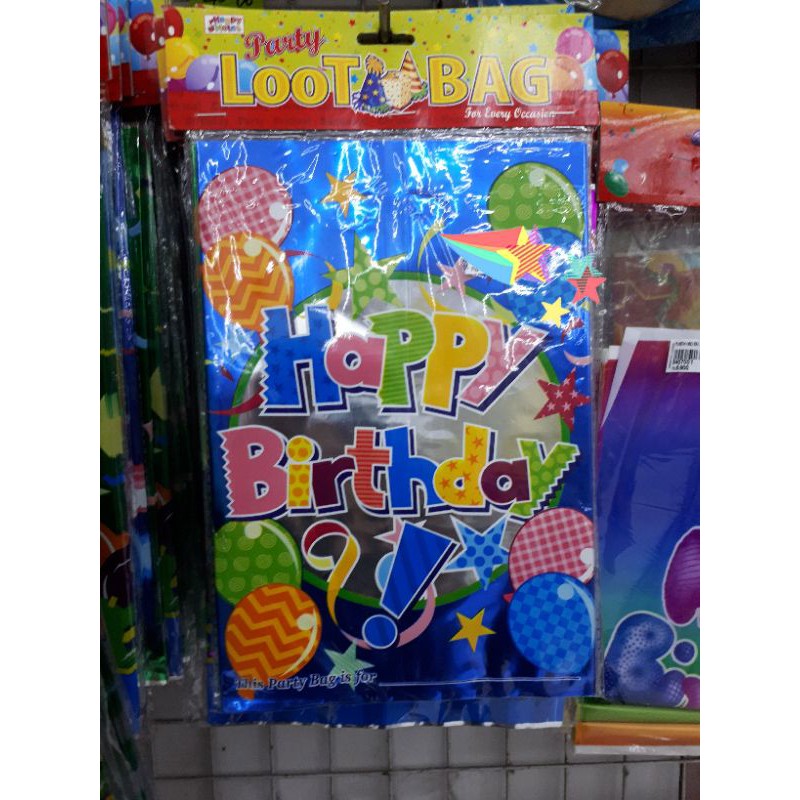 Party
LOOT BAG
For Every Occasion
Happy
Birthday
!
This Party Bag is for